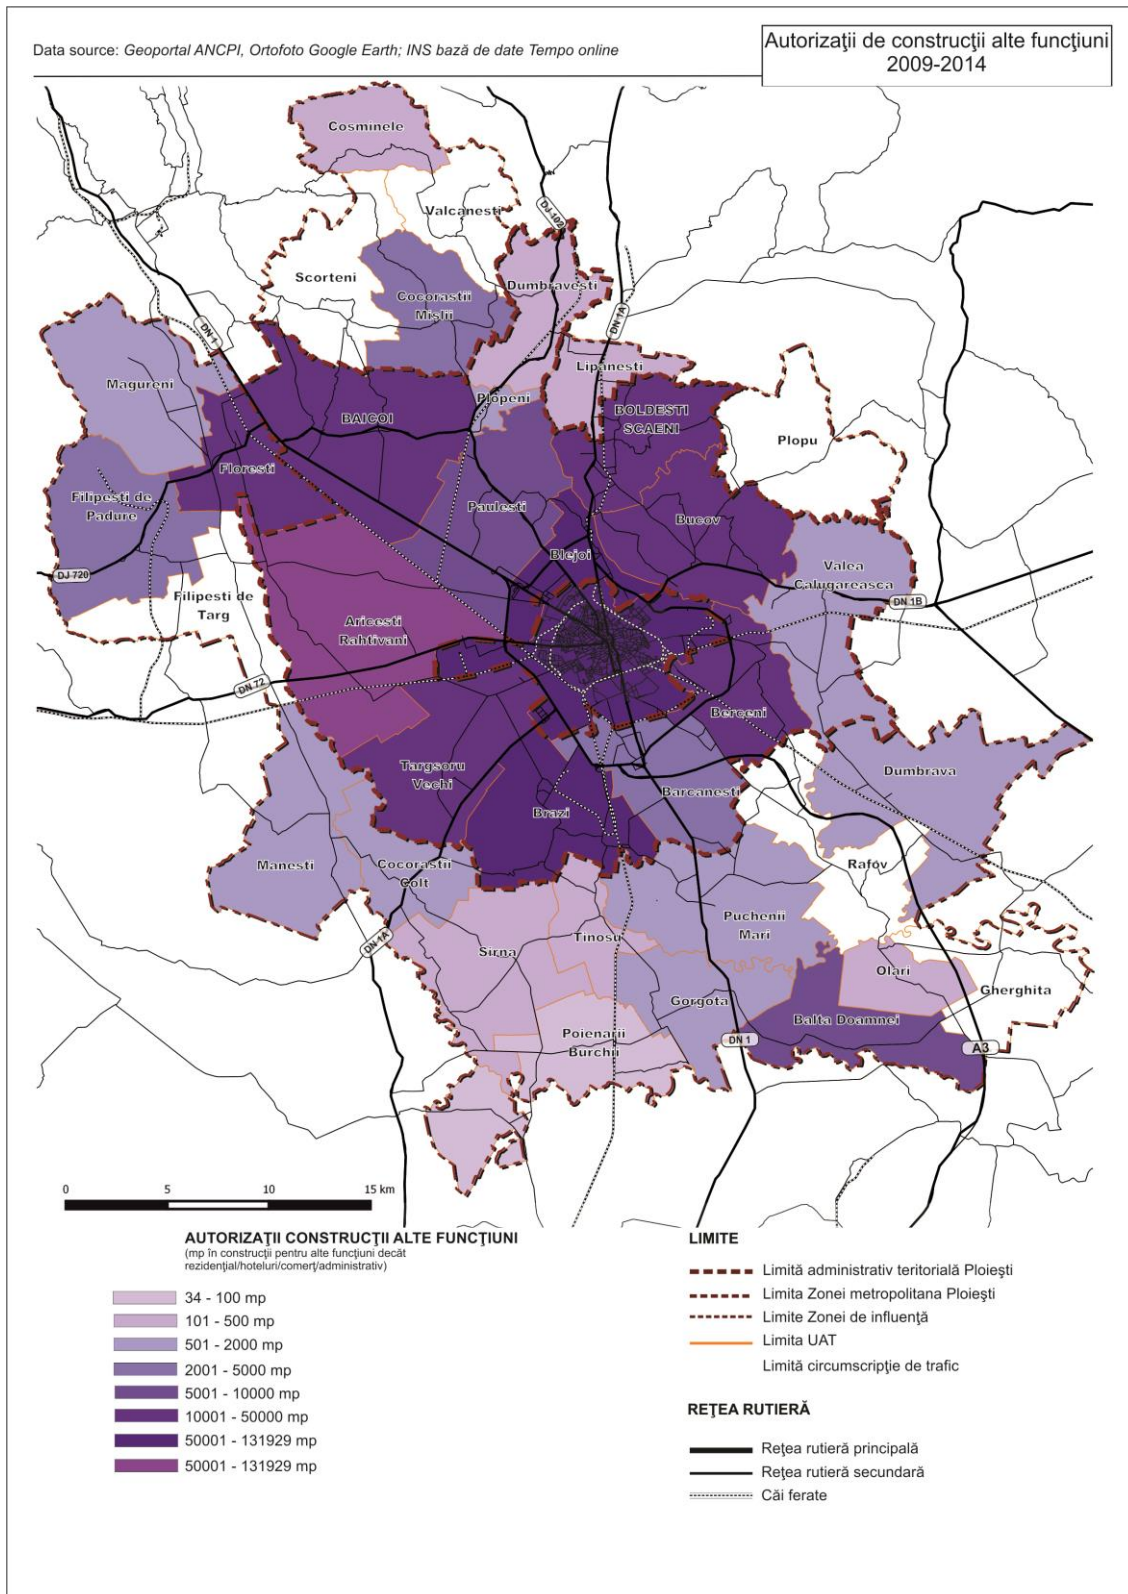 Data source: Geoportal ANCPI, Ortofoto Google Earth; INS bază de date Tempo online
Autorizaţii de construcţii alte funcţiuni
2009-2014
Cosminele
Valcanesti
DJ 102
Scorteni
Dumbravesti
Cocorastii
Mislii
DN 1A
DN 1
Lipanesti
Magureni
Plopeni
BAICOI
BOLDESTI
SCAENI
Plopu
Floresti
Filipești de
Padure
Paulesti
Bucov
Blejoi
Valea
Calugareasca
DJ 720
Filipesti de
Targ
DN 1B
Aricesti
Rahtivani
DN 72
Berceni
Targsoru
Vechi
Dumbrava
Barcanesti
Brazi
Manesti
Cocorastii
Colt
Rafov
Puchenii
Mari
DN 1A
Sirna
Tinosu
Olari
Gherghita
Gorgota
Balta Doamnei
Poienarii
Burchii
DN 1
A3
0
5
10
15 km
AUTORIZAŢII CONSTRUCŢII ALTE FUNCŢIUNI
(mp în construcţii pentru alte funcţiuni decât
rezidenţial/hoteluri/comerţ/administrativ)
34 - 100 mp
101 - 500 mp
501 - 2000 mp
2001 - 5000 mp
5001 - 10000 mp
10001 - 50000 mp
50001 - 131929 mp
50001 - 131929 mp
LIMITE
Limită administrativ teritorială Ploieşti
Limita Zonei metropolitana Ploieşti
Limite Zonei de influenţă
Limita UAT
Limită circumscripţie de trafic
REŢEA RUTIERĂ
Reţea rutieră principală
Reţea rutieră secundară
Căi ferate